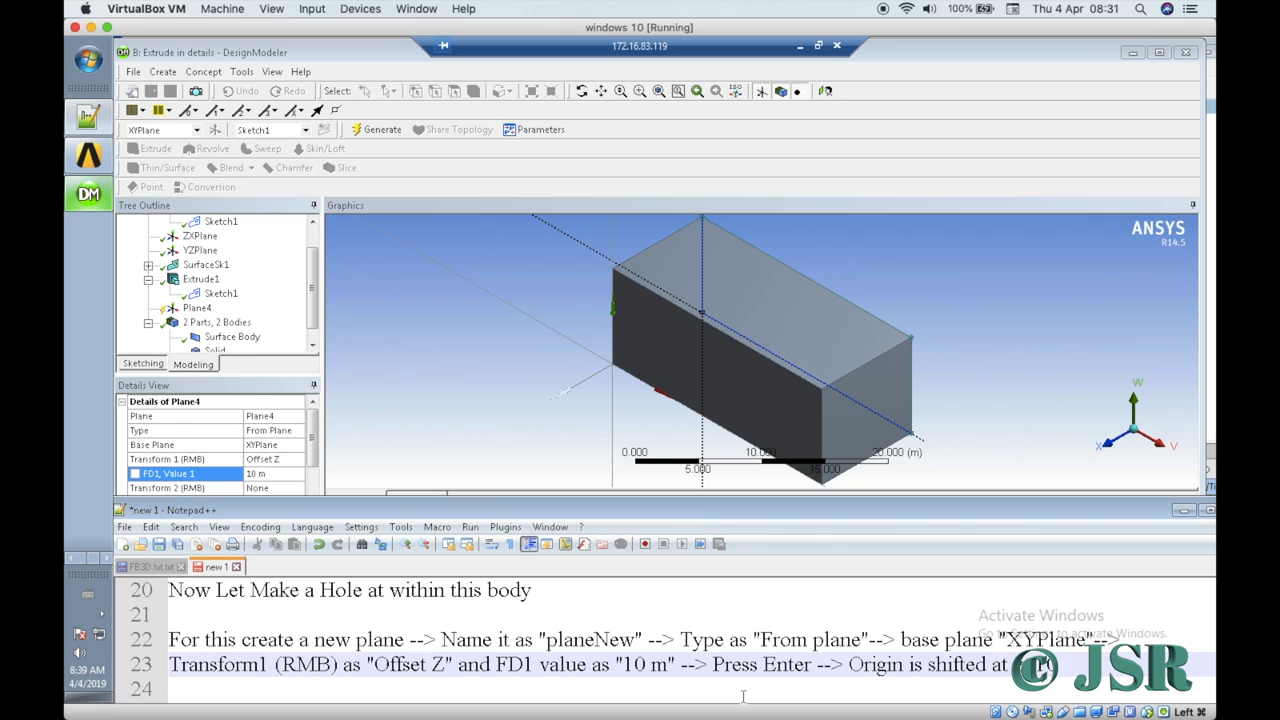 VirtualBox VM Machine View Input Devices Window Help 100% Thu 4 Apr 08:31
windows 10 [Running]
B: Extrude in details - DesignModeler
172.16.83.119
File Create Concept Tools View Help
Undo Redo Select:
XYPlane Sketch1 Generate Share Topology Parameters
Extrude Revolve Sweep Skin/Loft
Thin/Surface Blend Chamfer Slice
Point Conversion
Tree Outline
Graphics
Sketch1
ZXPlane
YZPlane
SurfaceSk1
Extrude1
Sketch1
Plane4
2 Parts, 2 Bodies
Surface Body
Solid
Sketching Modeling
Details View
Details of Plane4
Plane Plane4
Type From Plane
Base Plane XYPlane
Transform 1 (RMB) Offset Z
FD1, Value 1 10 m
Transform 2 (RMB) None
ANSYS
R14.5
W
X
Y
0.000 10.000 20.000 (m)
5.000 15.000
*new 1 - Notepad++
File Edit Search View Encoding Language Settings Tools Macro Run Plugins Window ?
FB3D.txt.txt new 1
20 Now Let Make a Hole at within this body
21
22 For this create a new plane --> Name it as "planeNew" --> Type as "From plane"--> base plane "XYPlane"-->
23 Transform1 (RMB) as "Offset Z" and FD1 value as "10 m" --> Press Enter --> Origin is shifted at
24
Activate Windows
© JSR
8:39 AM
4/4/2019
Left ⌘